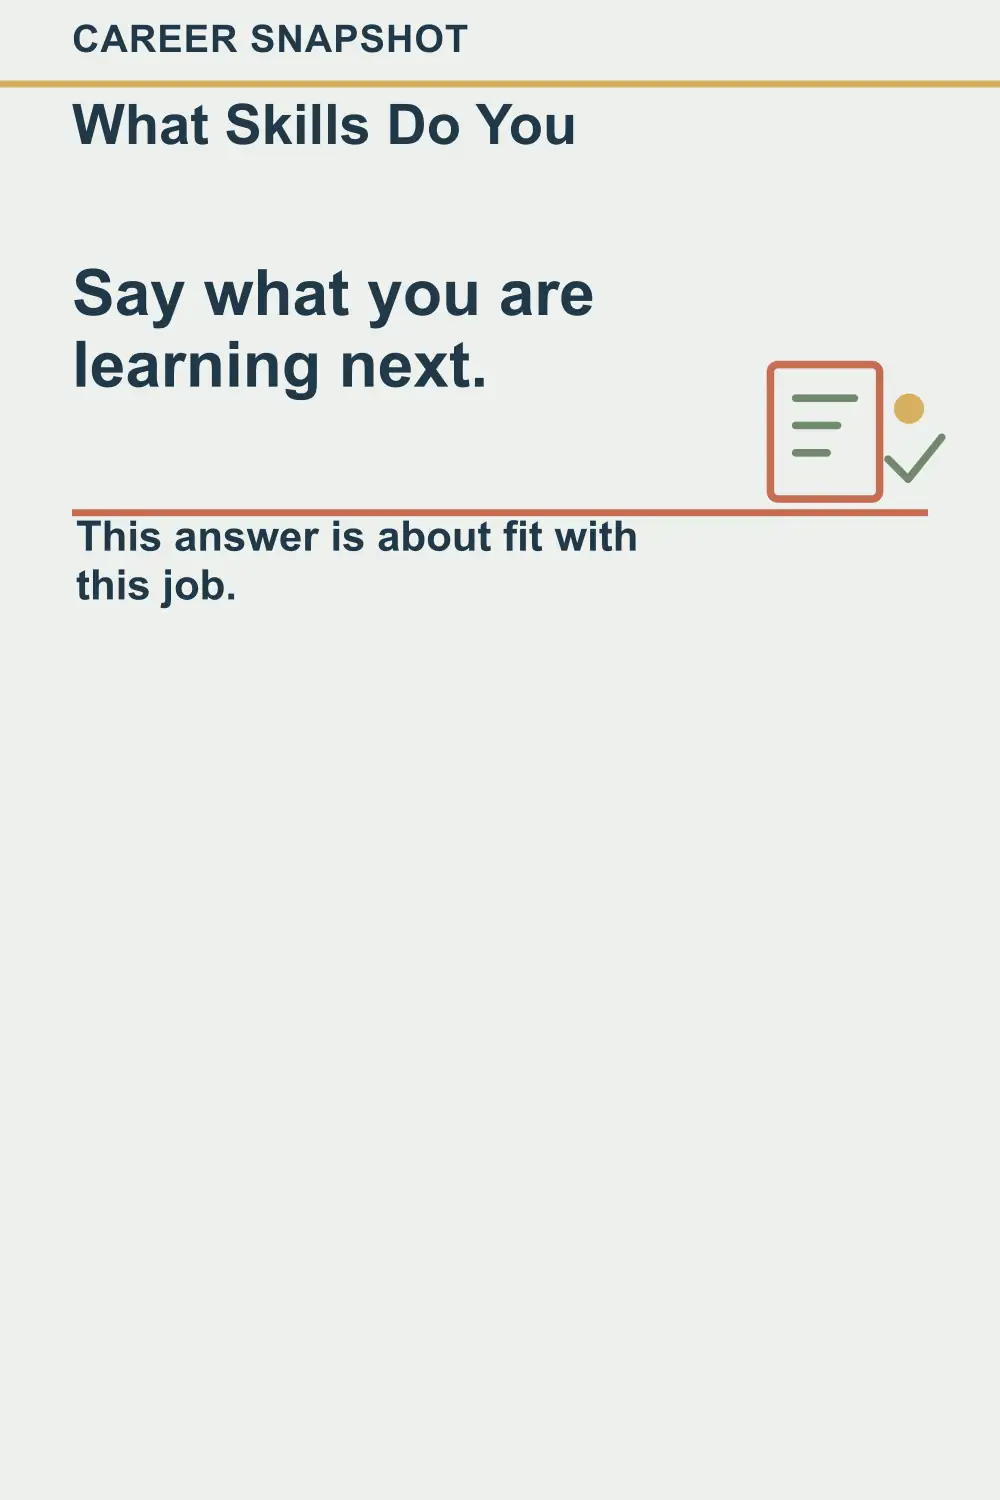 CAREER SNAPSHOT
What Skills Do You
Say what you are
learning next.
This answer is about fit with
this job.